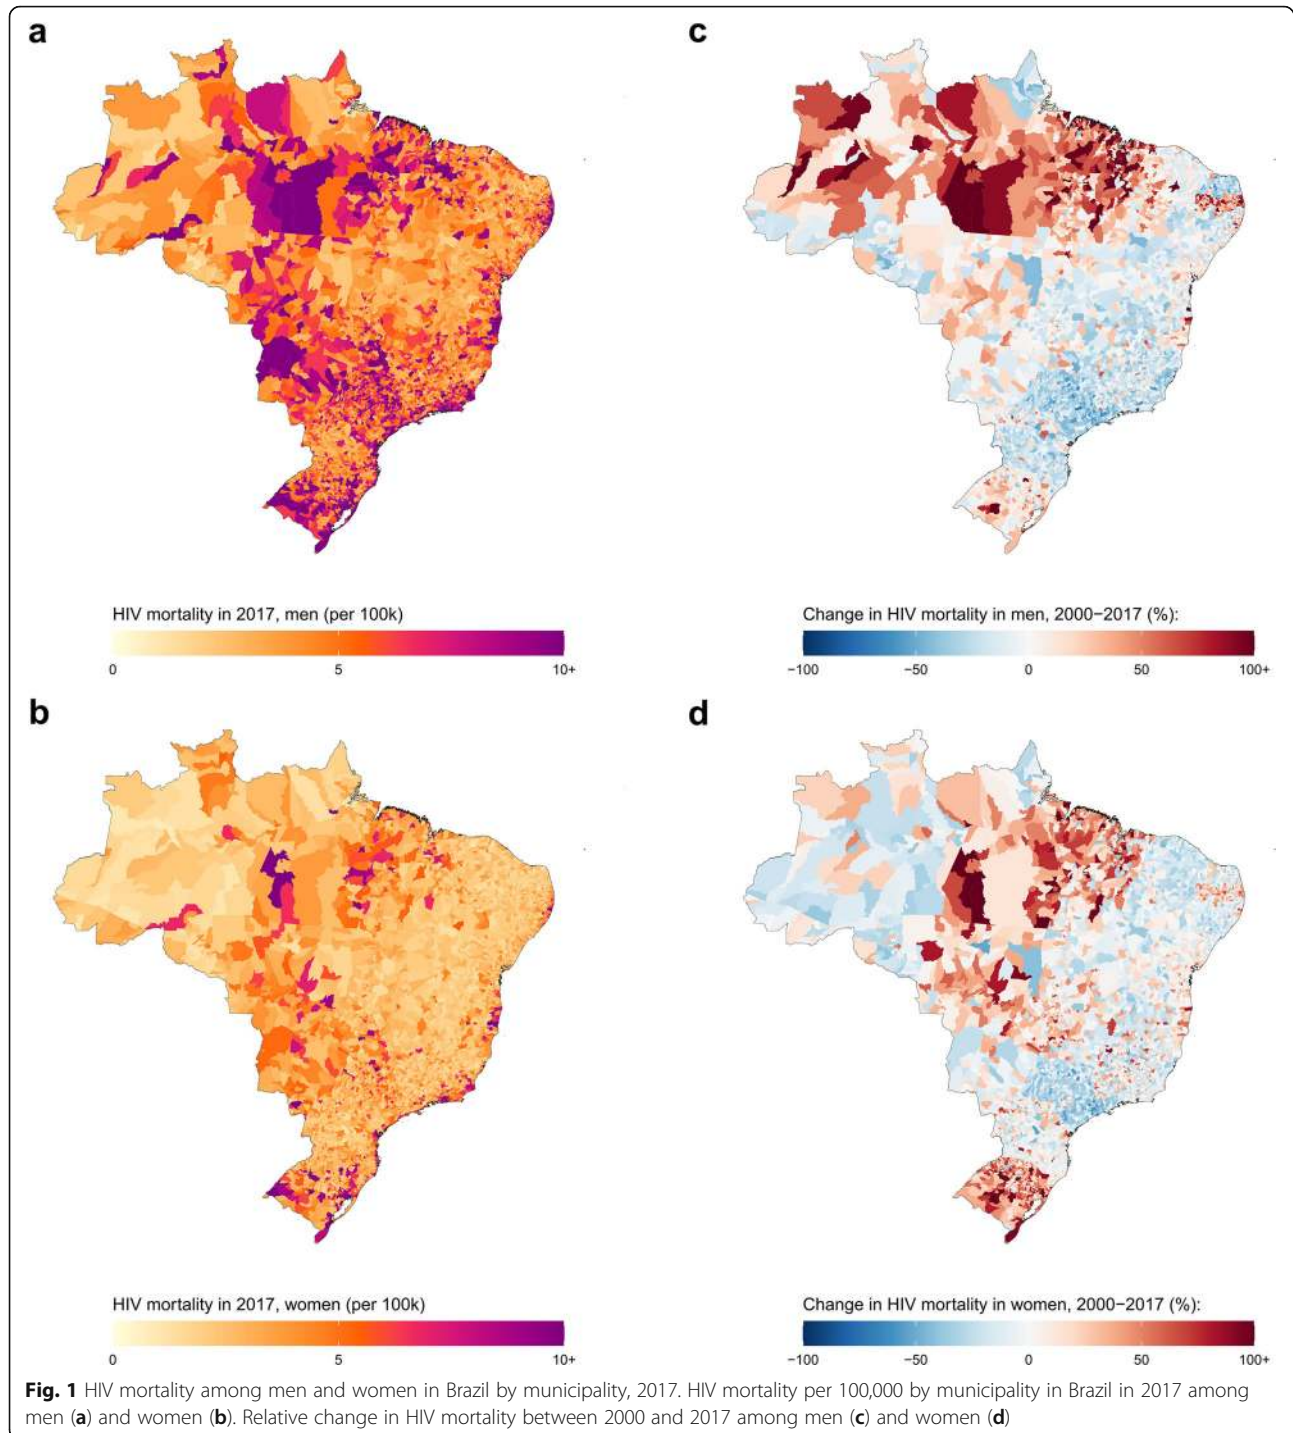 a
c
HIV mortality in 2017, men (per 100k)
0 5 10+
Change in HIV mortality in men, 2000−2017 (%):
−100 −50 0 50 100+
b
d
HIV mortality in 2017, women (per 100k)
0 5 10+
Change in HIV mortality in women, 2000−2017 (%):
−100 −50 0 50 100+
Fig. 1 HIV mortality among men and women in Brazil by municipality, 2017. HIV mortality per 100,000 by municipality in Brazil in 2017 among
men (a) and women (b). Relative change in HIV mortality between 2000 and 2017 among men (c) and women (d)